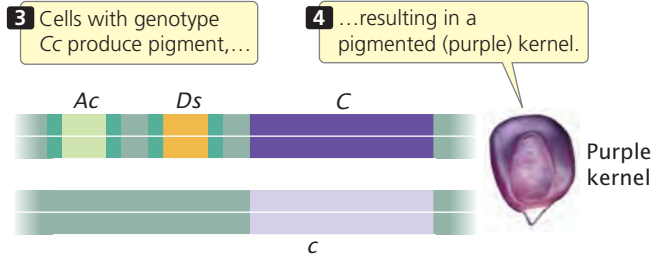 3 Cells with genotype
Cc produce pigment,…
4 …resulting in a
pigmented (purple) kernel.
Ac Ds C
Purple
kernel
c